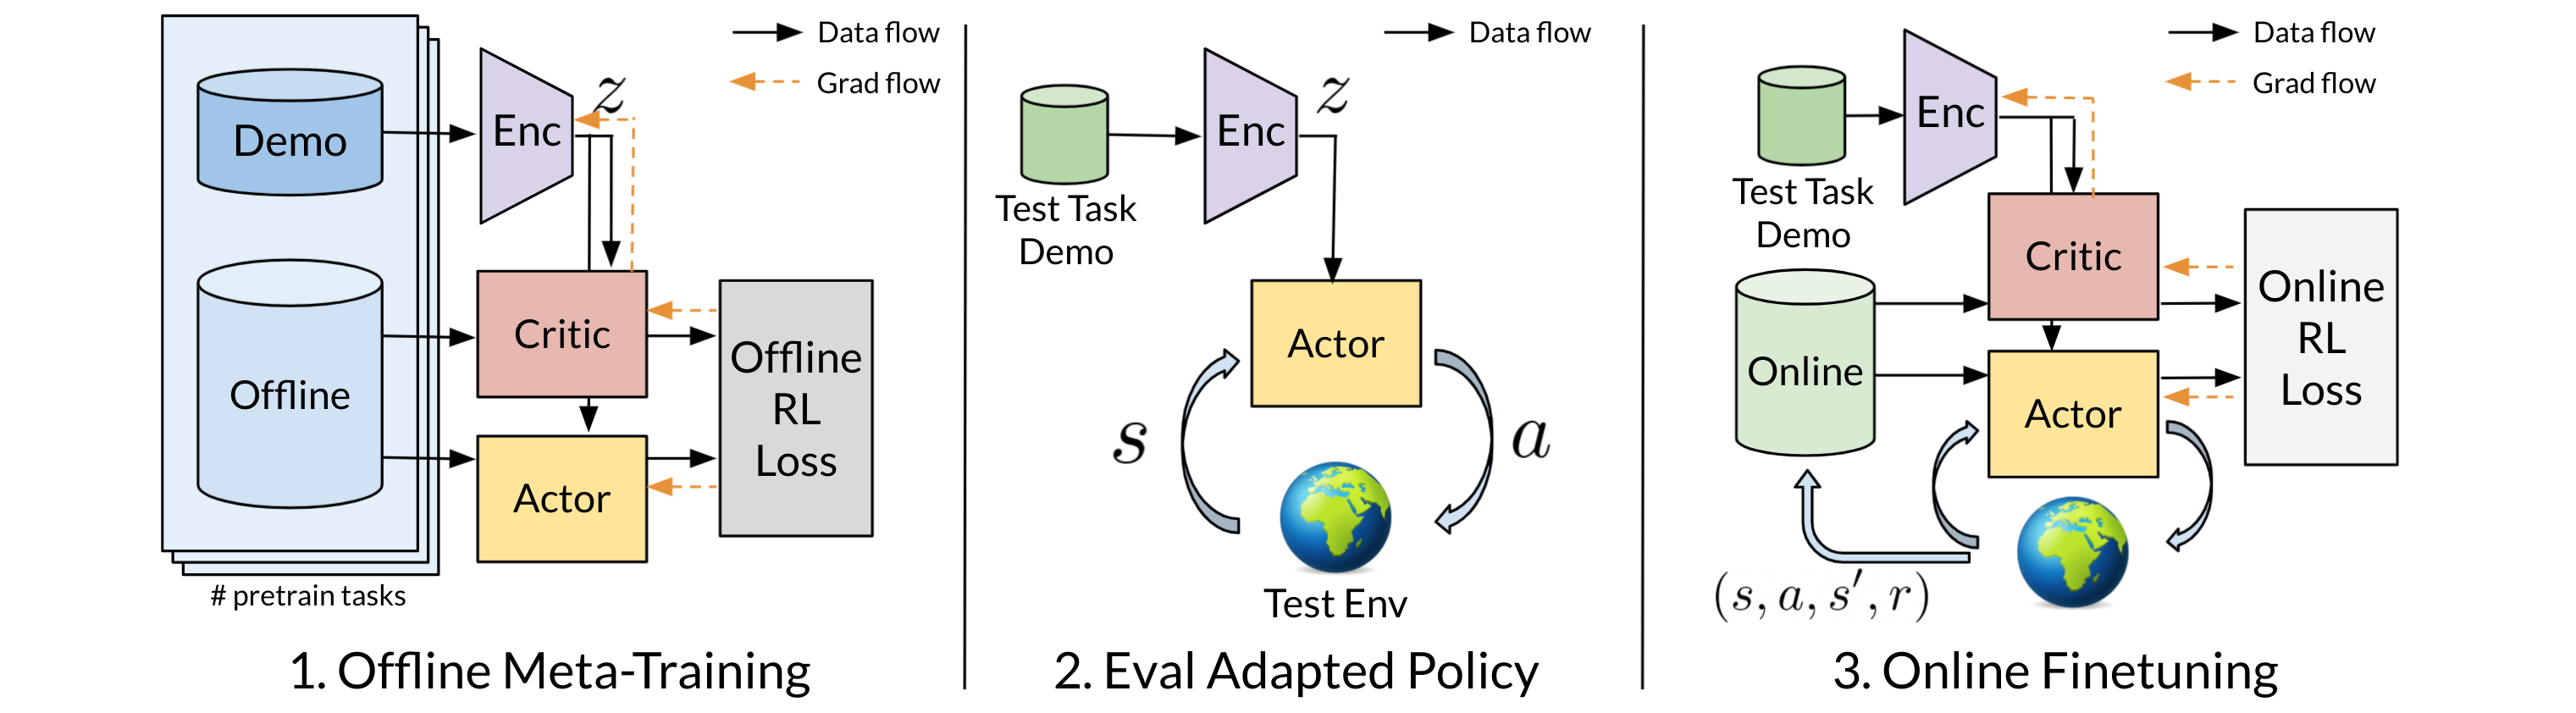 Demo
Offline
# pretrain tasks
Enc
z
Data flow
Grad flow
Critic
Actor
Offline
RL
Loss
1. Offline Meta-Training
Data flow
Test Task
Demo
Enc
z
Actor
s
a
Test Env
2. Eval Adapted Policy
Data flow
Grad flow
Test Task
Demo
Enc
Online
Critic
Actor
Online
RL
Loss
(s, a, s′, r)
3. Online Finetuning